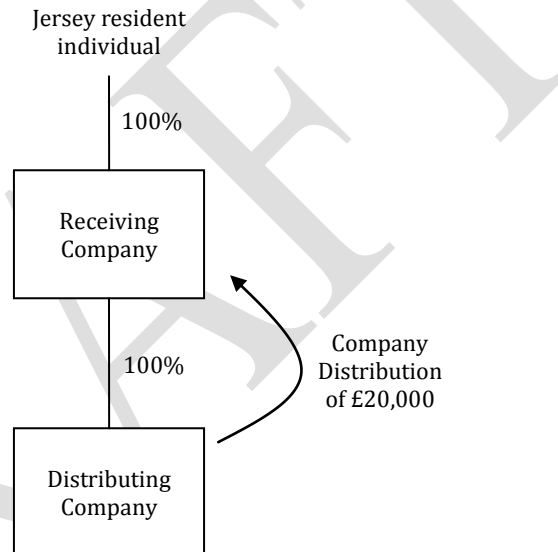 Jersey resident
individual
100%
Receiving
Company
100%
Company
Distribution
of £20,000
Distributing
Company